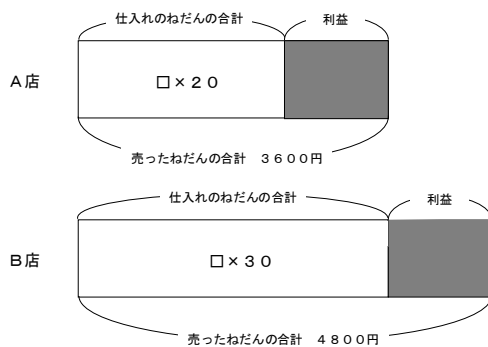 仕入れのねだんの合計 利益
A店 □×20
売ったねだんの合計 3600円
仕入れのねだんの合計 利益
B店 □×30
売ったねだんの合計 4800円